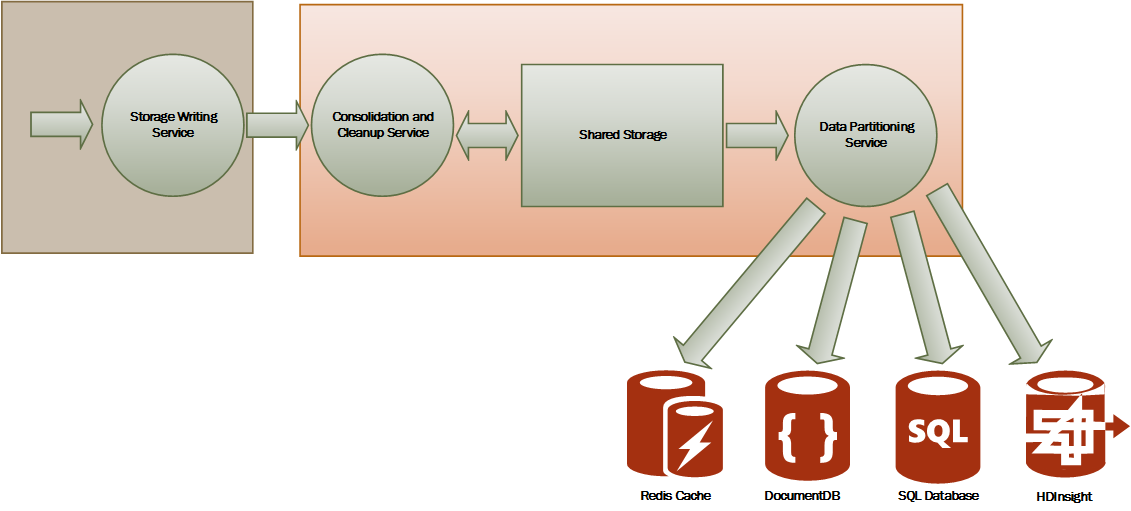 Storage Writing
Service
Consolidation and
Cleanup Service
Shared Storage
Data Partitioning
Service
{ }
SQL
Redis Cache
DocumentDB
SQL Database
HDInsight